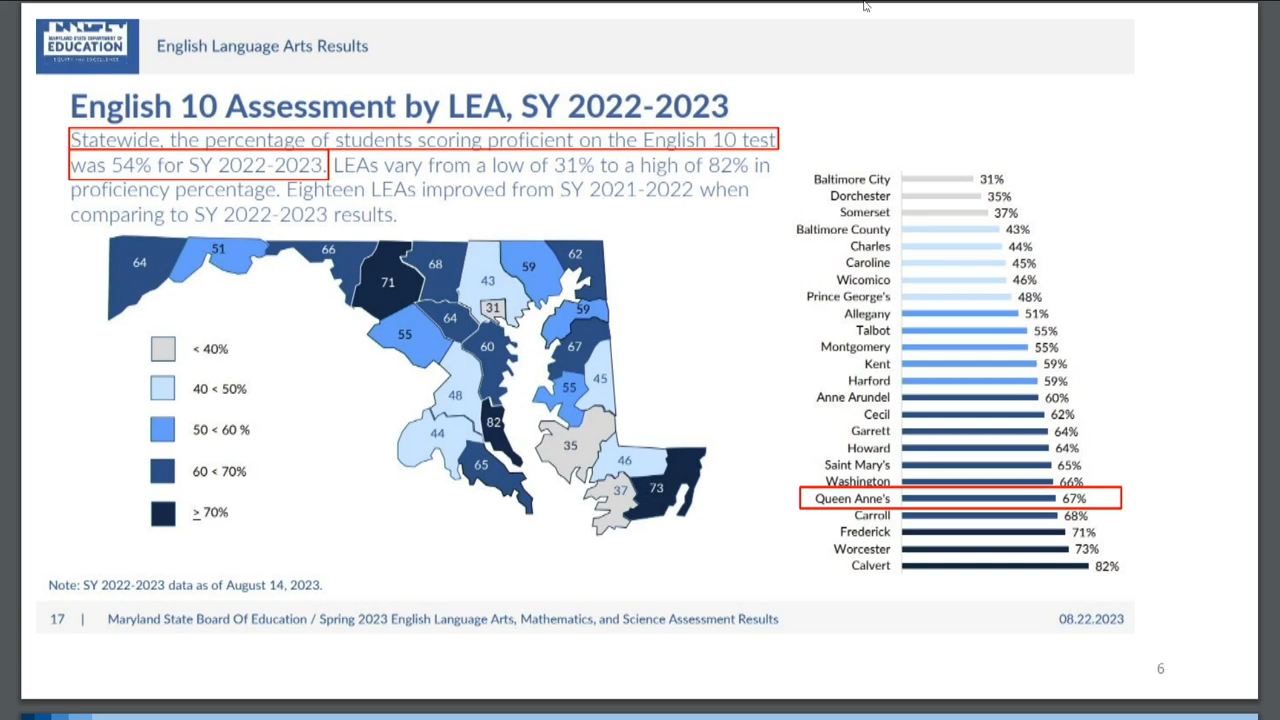 MARYLAND STATE DEPARTMENT OF
EDUCATION
EQUITY AND EXCELLENCE
English Language Arts Results
English 10 Assessment by LEA, SY 2022-2023
Statewide, the percentage of students scoring proficient on the English 10 test
was 54% for SY 2022-2023. LEAs vary from a low of 31% to a high of 82% in
proficiency percentage. Eighteen LEAs improved from SY 2021-2022 when
comparing to SY 2022-2023 results.
64
51
66
71
68
43
59
62
31
64
59
55
60
67
45
48
55
82
44
35
65
46
37
73
< 40%
40 < 50%
50 < 60 %
60 < 70%
≥ 70%
Baltimore City 31%
Dorchester 35%
Somerset 37%
Baltimore County 43%
Charles 44%
Caroline 45%
Wicomico 46%
Prince George's 48%
Allegany 51%
Talbot 55%
Montgomery 55%
Kent 59%
Harford 59%
Anne Arundel 60%
Cecil 62%
Garrett 64%
Howard 64%
Saint Mary's 65%
Washington 66%
Queen Anne's 67%
Carroll 68%
Frederick 71%
Worcester 73%
Calvert 82%
Note: SY 2022-2023 data as of August 14, 2023.
17 | Maryland State Board Of Education / Spring 2023 English Language Arts, Mathematics, and Science Assessment Results 08.22.2023
6